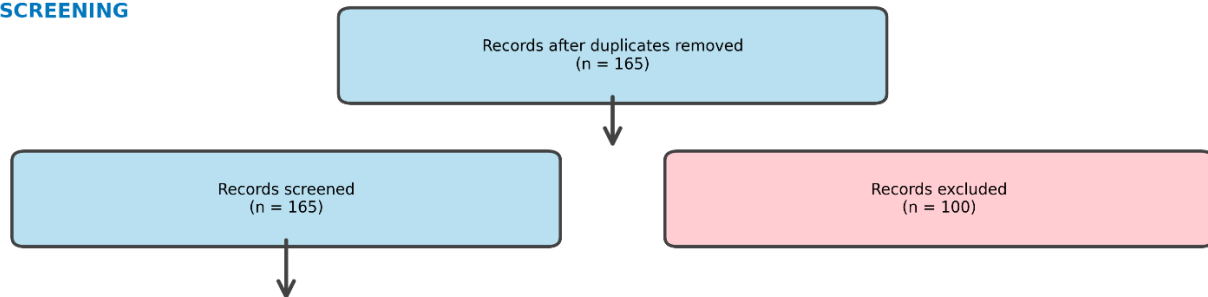 SCREENING
Records after duplicates removed
(n = 165)
Records screened
(n = 165)
Records excluded
(n = 100)